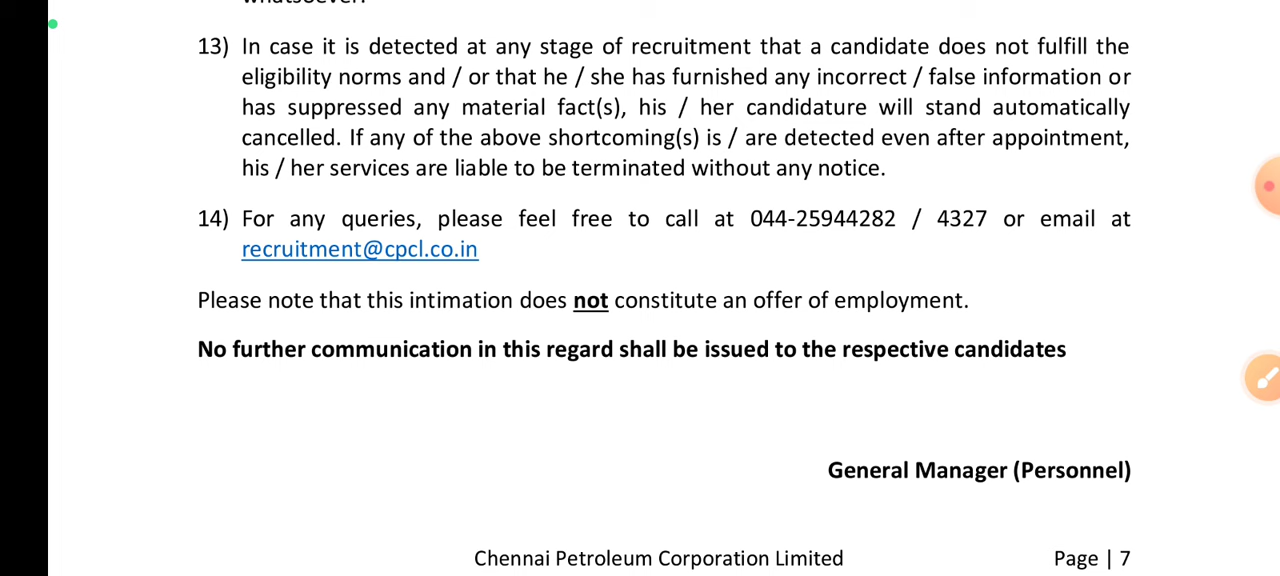 whatsoever.
13) In case it is detected at any stage of recruitment that a candidate does not fulfill the
eligibility norms and / or that he / she has furnished any incorrect / false information or
has suppressed any material fact(s), his / her candidature will stand automatically
cancelled. If any of the above shortcoming(s) is / are detected even after appointment,
his / her services are liable to be terminated without any notice.
14) For any queries, please feel free to call at 044-25944282 / 4327 or email at
recruitment@cpcl.co.in
Please note that this intimation does not constitute an offer of employment.
No further communication in this regard shall be issued to the respective candidates
General Manager (Personnel)
Chennai Petroleum Corporation Limited
Page | 7